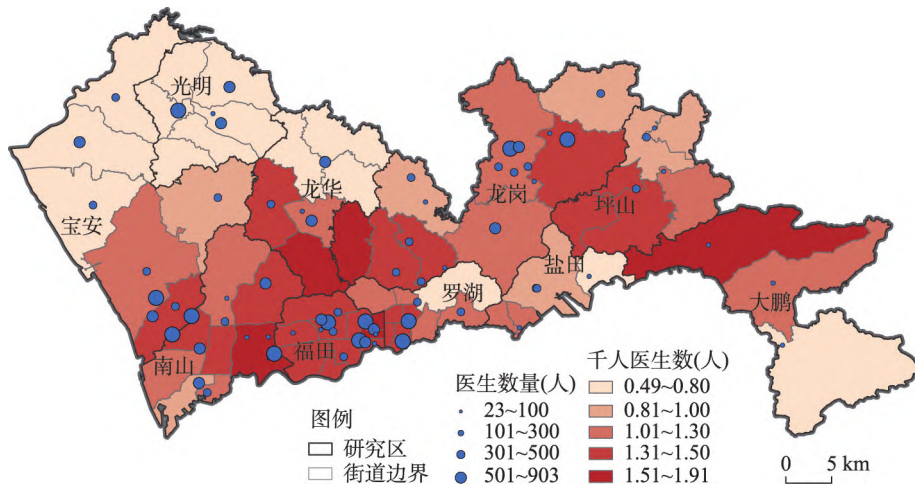 光明
龙华
宝安
龙岗
坪山
盐田
罗湖
大鹏
南山
福田
图例
研究区
街道边界
医生数量(人)
23~100
101~300
301~500
501~903
千人医生数(人)
0.49~0.80
0.81~1.00
1.01~1.30
1.31~1.50
1.51~1.91
0 5 km